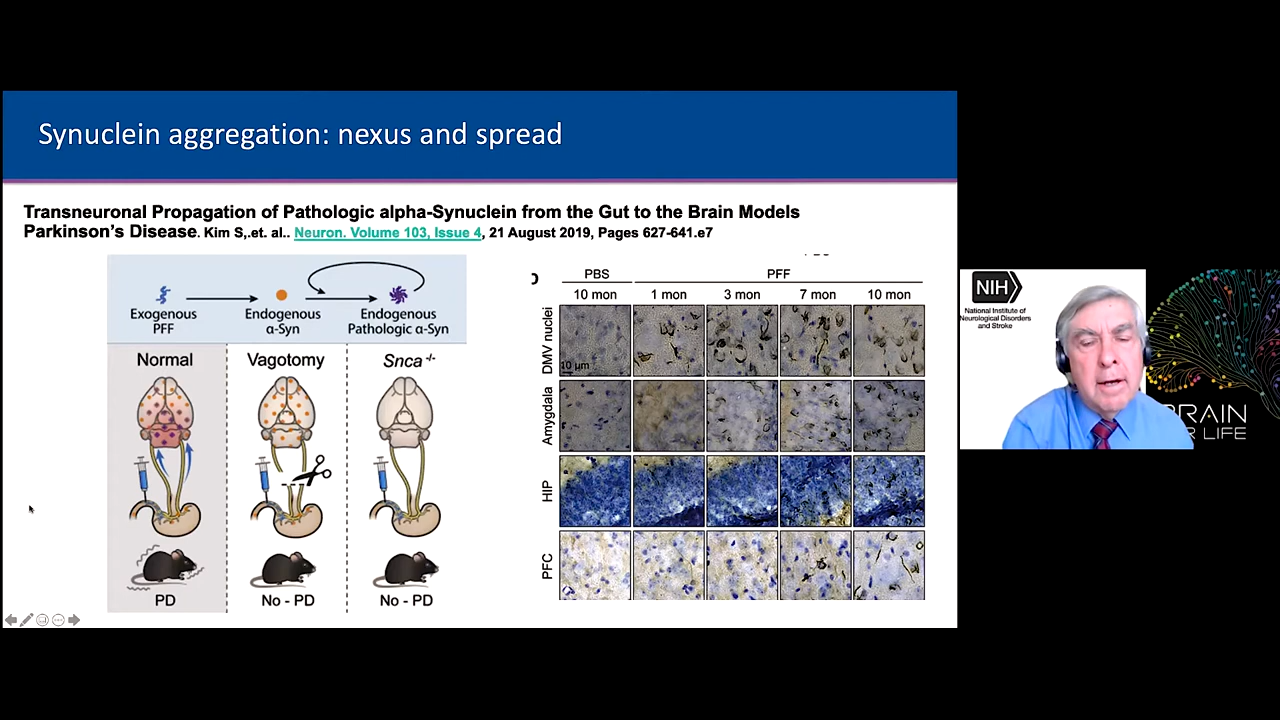 Synuclein aggregation: nexus and spread
Transneuronal Propagation of Pathologic alpha-Synuclein from the Gut to the Brain Models
Parkinson's Disease. Kim S,.et. al.. Neuron. Volume 103, Issue 4, 21 August 2019, Pages 627-641.e7
Exogenous
PFF
Endogenous
α-Syn
Endogenous
Pathologic α-Syn
Normal
Vagotomy
Snca -/-
PD
No - PD
No - PD
PBS
PFF
10 mon
1 mon
3 mon
7 mon
10 mon
DMV nuclei
10 µm
Amygdala
HIP
PFC
NIH
National Institute of
Neurological Disorders
and Stroke
LIFE